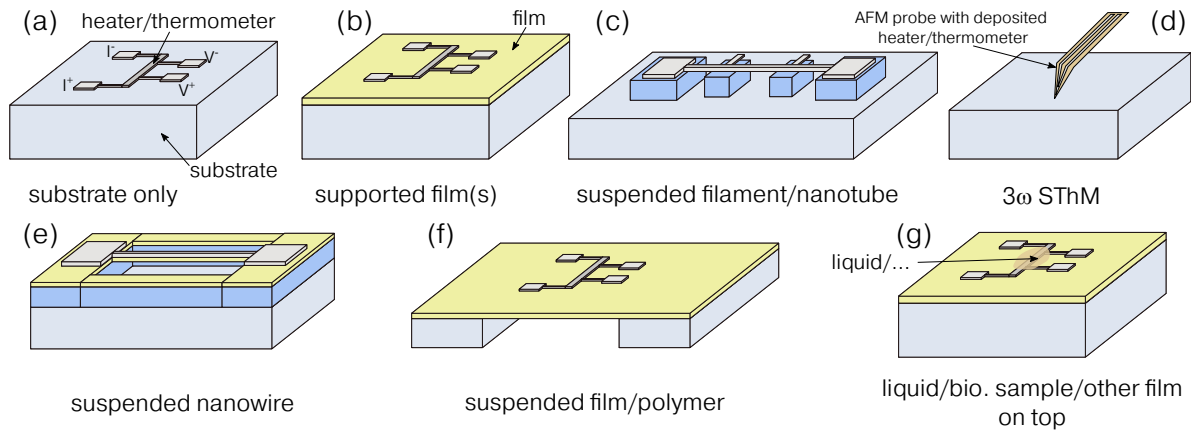 (a)
heater/thermometer
I⁻
V⁻
I⁺
V⁺
substrate
substrate only
(b)
film
supported film(s)
(c)
suspended filament/nanotube
AFM probe with deposited
heater/thermometer
(d)
3ω SThM
(e)
suspended nanowire
(f)
suspended film/polymer
(g)
liquid/...
liquid/bio. sample/other film
on top